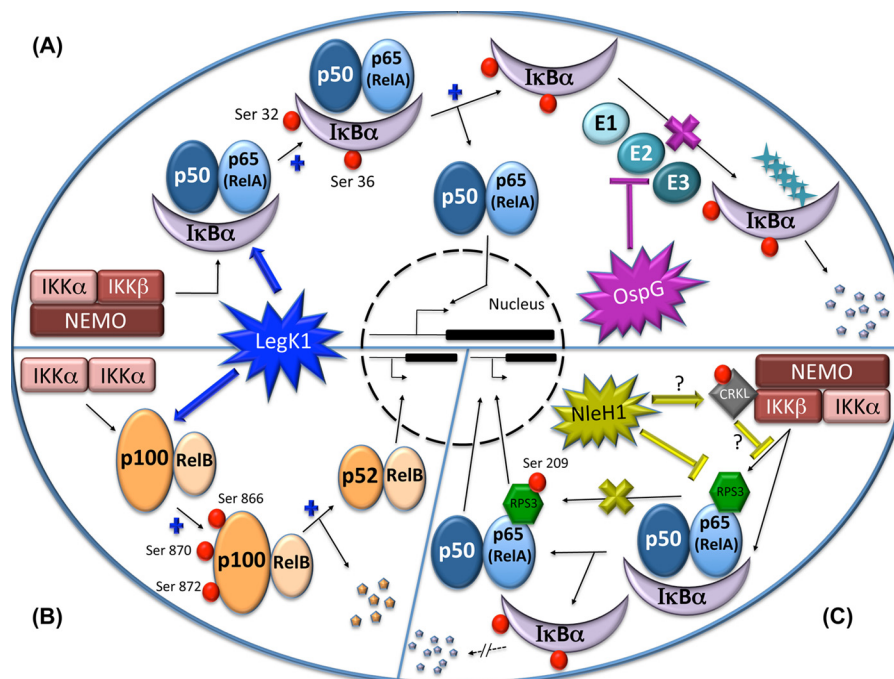 (A)
p50
p65
(RelA)
IκBα
Ser 32
Ser 36
p50
p65
(RelA)
IκBα
IκBα
E1
E2
E3
IκBα
p50
p65
(RelA)
IKKα
IKKβ
NEMO
LegK1
Nucleus
OspG
IKKα
IKKα
p100
RelB
Ser 866
Ser 870
Ser 872
p100
RelB
p52
RelB
(B)
NleH1
?
CRKL
?
NEMO
IKKβ
IKKα
Ser 209
RPS3
p50
p65
(RelA)
RPS3
p50
p65
(RelA)
IκBα
IκBα
(C)